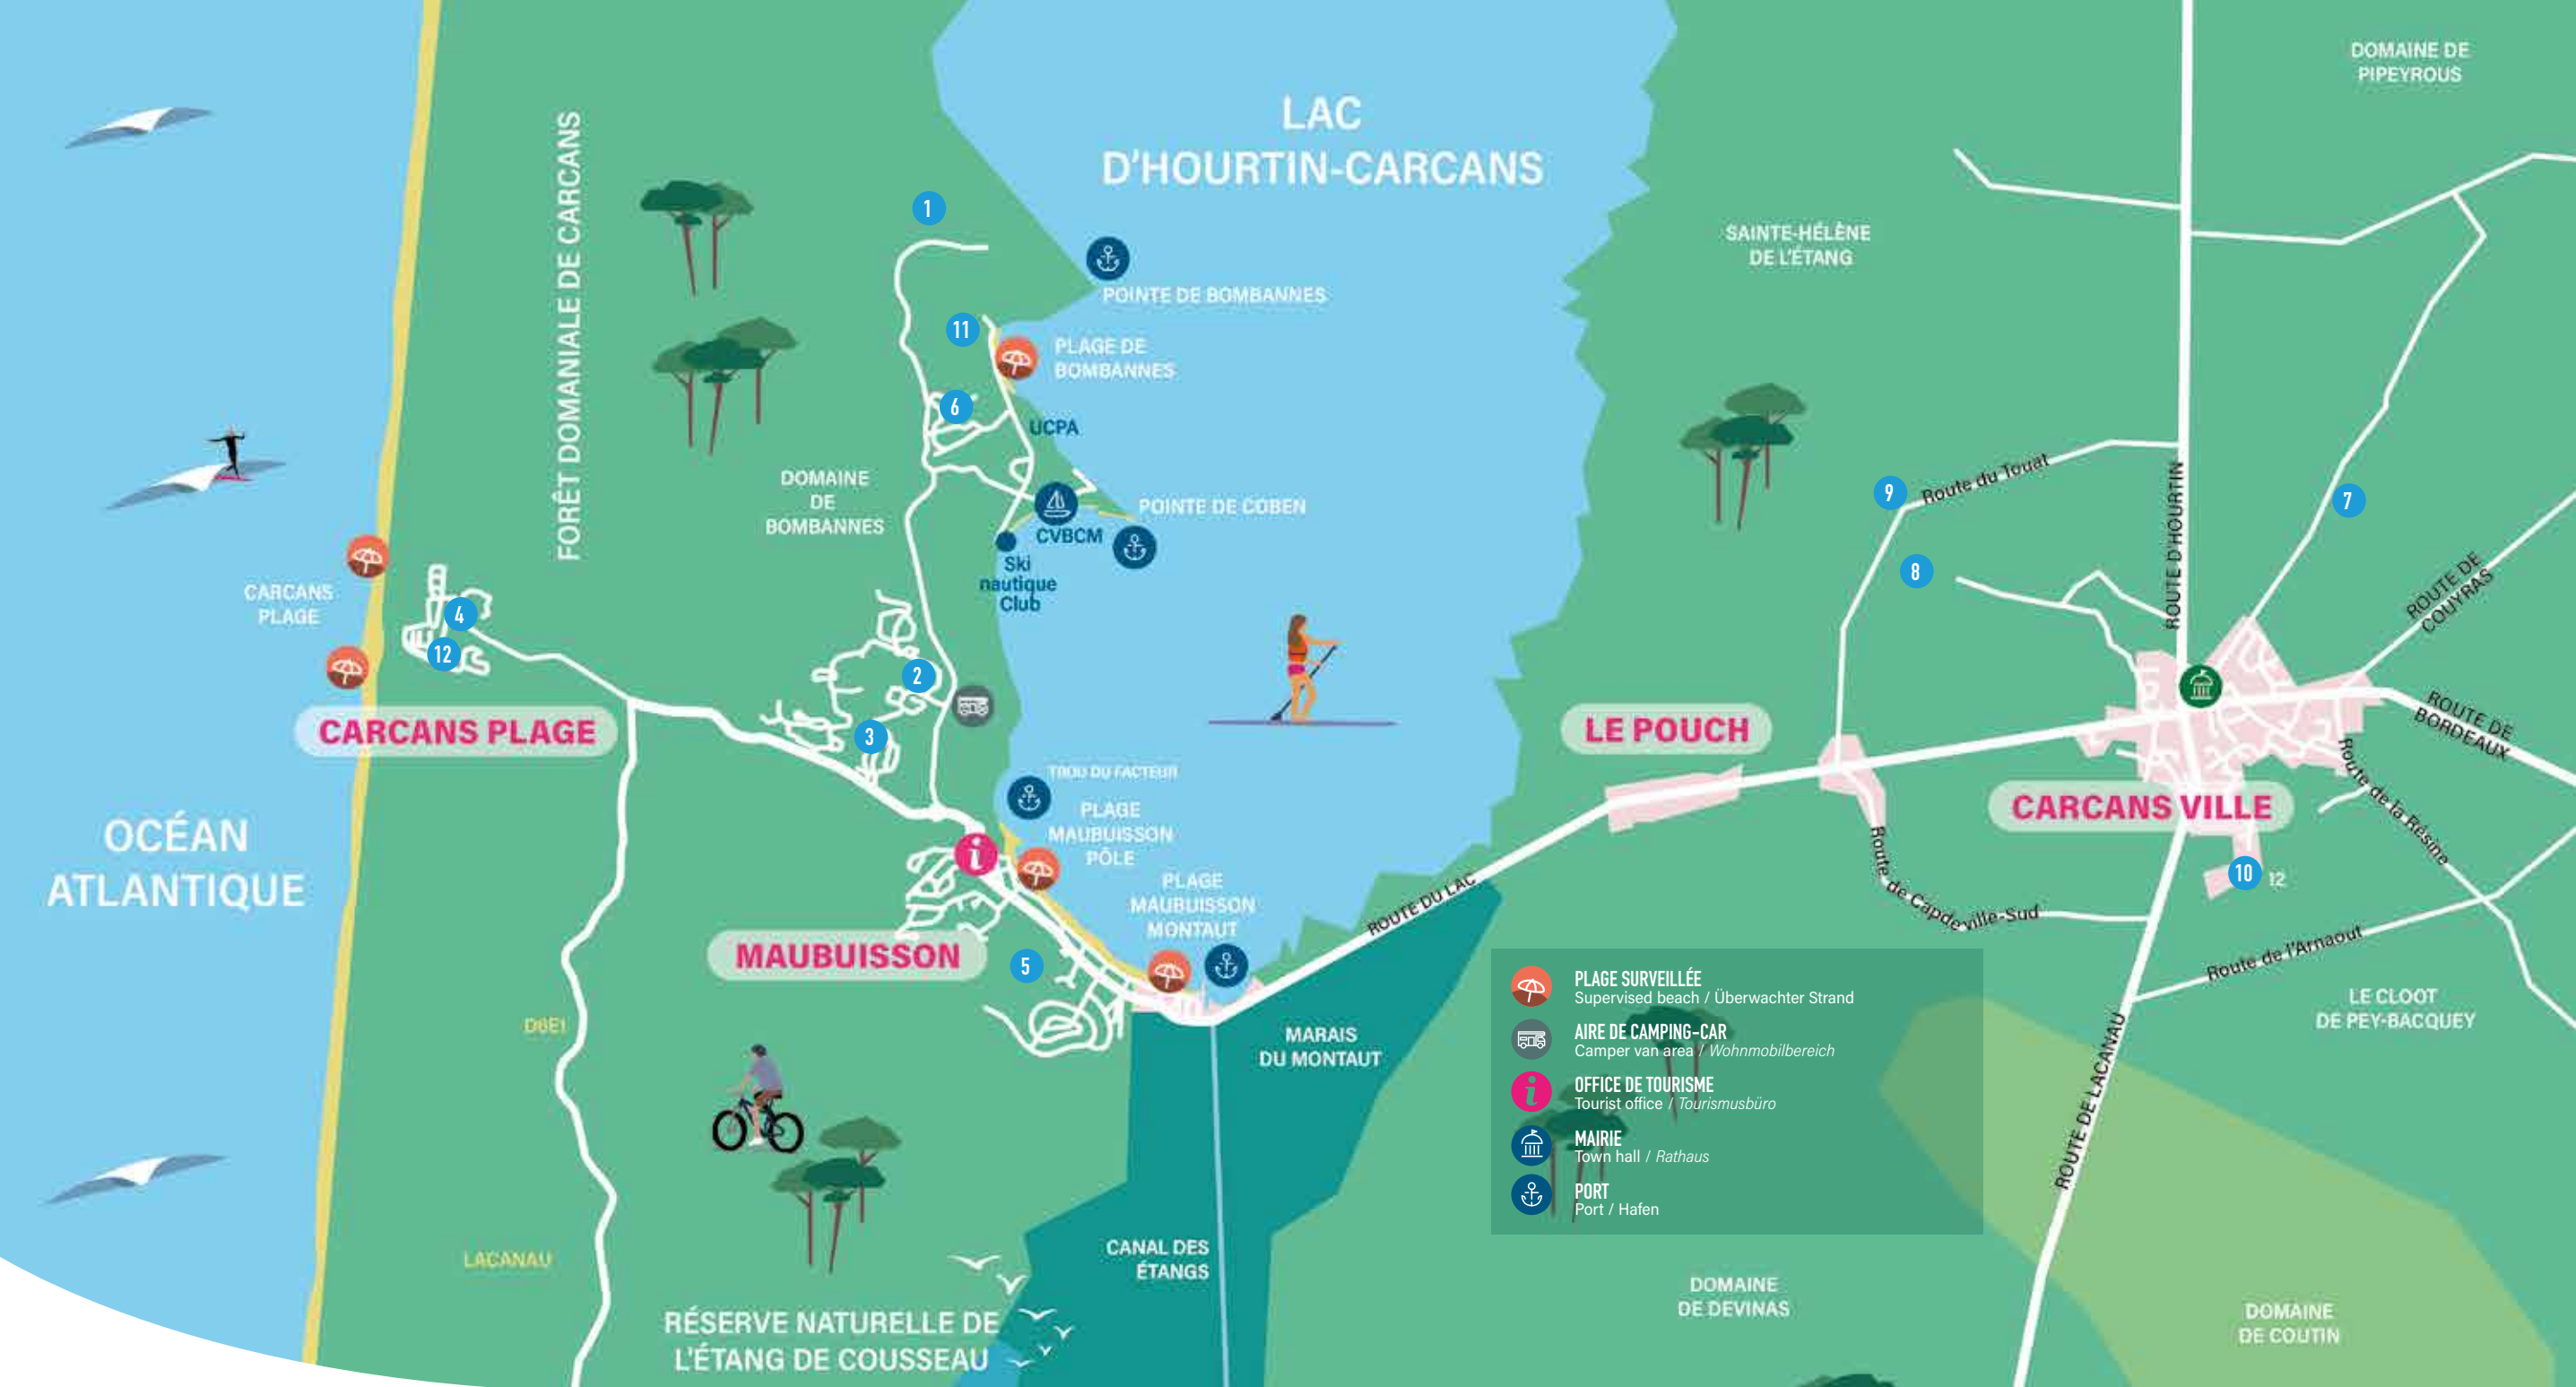 DOMAINE DE
PIPEYROUS
LAC
D'HOURTIN-CARCANS
FORÊT DOMANIALE DE CARCANS
1
SAINTE-HÉLÈNE
DE L'ÉTANG
POINTE DE BOMBANNES
11
PLAGE DE
BOMBANNES
6
UCPA
DOMAINE
DE
BOMBANNES
POINTE DE COBEN
CVBCM
Ski
nautique
Club
9
Route du Touat
ROUTE D'HOURTIN
7
8
ROUTE DE
COUYRAS
CARCANS
PLAGE
4
12
2
3
CARCANS PLAGE
LE POUCH
ROUTE DE
BORDEAUX
TROU DU FACTEUR
PLAGE
MAUBUISSON
PÔLE
CARCANS VILLE
Route de la Résine
OCÉAN
ATLANTIQUE
i
PLAGE
MAUBUISSON
MONTAUT
ROUTE DU LAC
Route de Capdeville-Sud
10
12
MAUBUISSON
5
Route de l'Arnaout
LE CLOOT
DE PEY-BACQUEY
D6E1
MARAIS
DU MONTAUT
ROUTE DE LACANAU
PLAGE SURVEILLÉE
Supervised beach / Überwachter Strand
AIRE DE CAMPING-CAR
Camper van area / Wohnmobilbereich
i
OFFICE DE TOURISME
Tourist office / Tourismusbüro
MAIRIE
Town hall / Rathaus
PORT
Port / Hafen
LACANAU
CANAL DES
ÉTANGS
RÉSERVE NATURELLE DE
L'ÉTANG DE COUSSEAU
DOMAINE
DE DEVINAS
DOMAINE
DE COUTIN